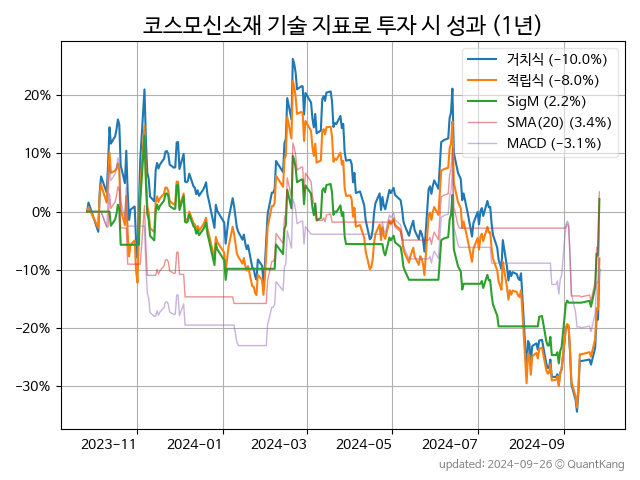 코스모신소재 기술 지표로 투자 시 성과 (1년)
거치식 (−10.0%)
적립식 (−8.0%)
SigM (2.2%)
SMA(20) (3.4%)
MACD (−3.1%)
20%
10%
0%
−10%
−20%
−30%
2023−11 2024−01 2024−03 2024−05 2024−07 2024−09
updated: 2024−09−26 © QuantKang